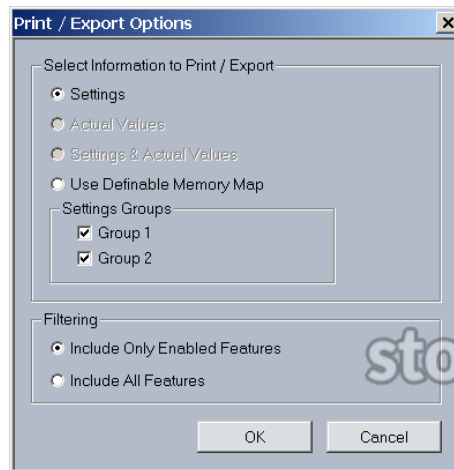 Print / Export Options
Select Information to Print / Export
Settings
Actual Values
Settings & Actual Values
Use Definable Memory Map
Settings Groups
Group 1
Group 2
Filtering
Include Only Enabled Features
Include All Features
sto
OK
Cancel